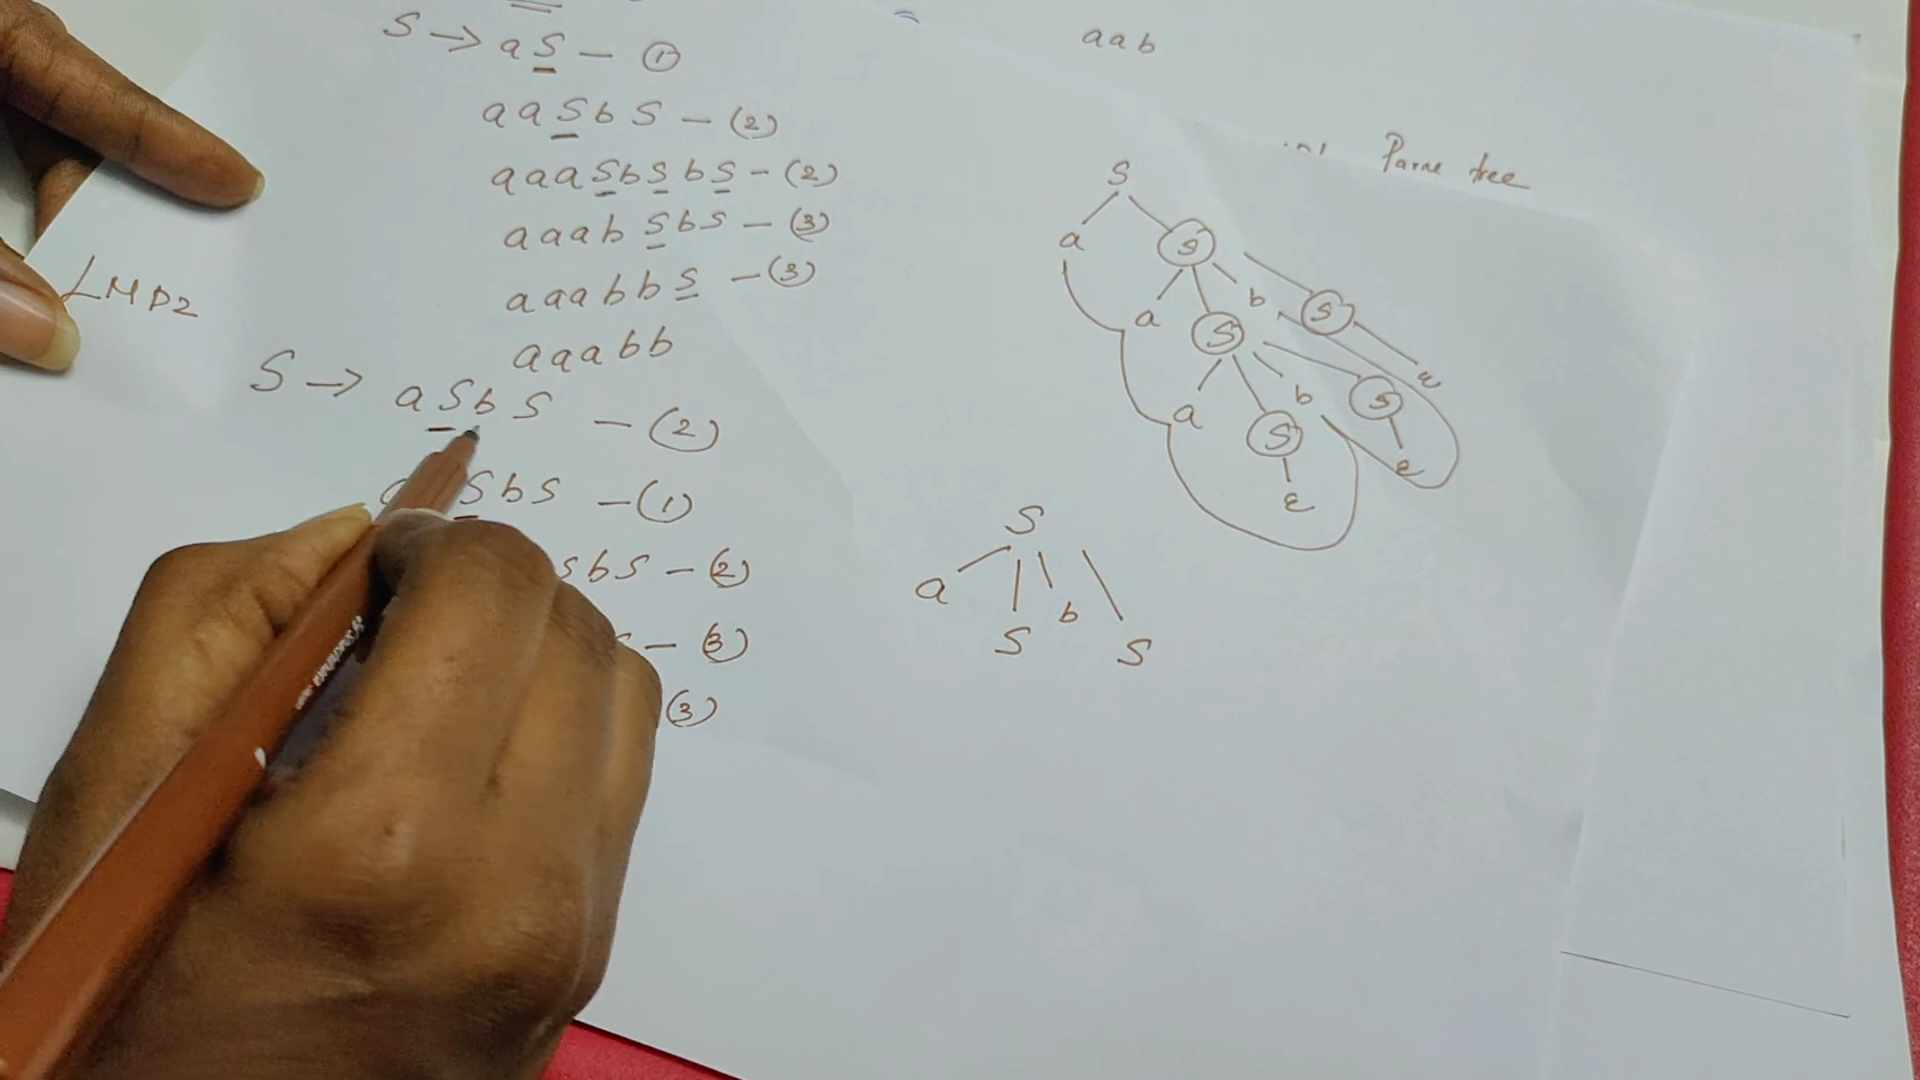 S → aS — ①
aaSbS — (2)
aaaSbSbS — (2)
aaabSbS — (3)
aaabbS — (3)
aaabb
LMD2
S → aSbS — (2)
SbS — (1)
SbS — (2)
— (3)
(3)
aab
Parse tree
S
a S
b S
a S
b S ε
a S
ε
ε
S
a
b
S S